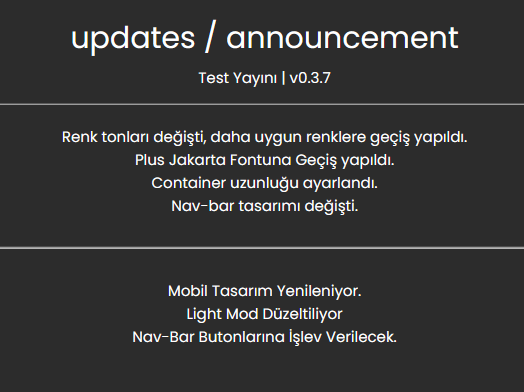 updates / announcement
Test Yayını | v0.3.7
Renk tonları değişti, daha uygun renklere geçiş yapıldı.
Plus Jakarta Fontuna Geçiş yapıldı.
Container uzunluğu ayarlandı.
Nav-bar tasarımı değişti.
Mobil Tasarım Yenileniyor.
Light Mod Düzeltiliyor
Nav-Bar Butonlarına İşlev Verilecek.